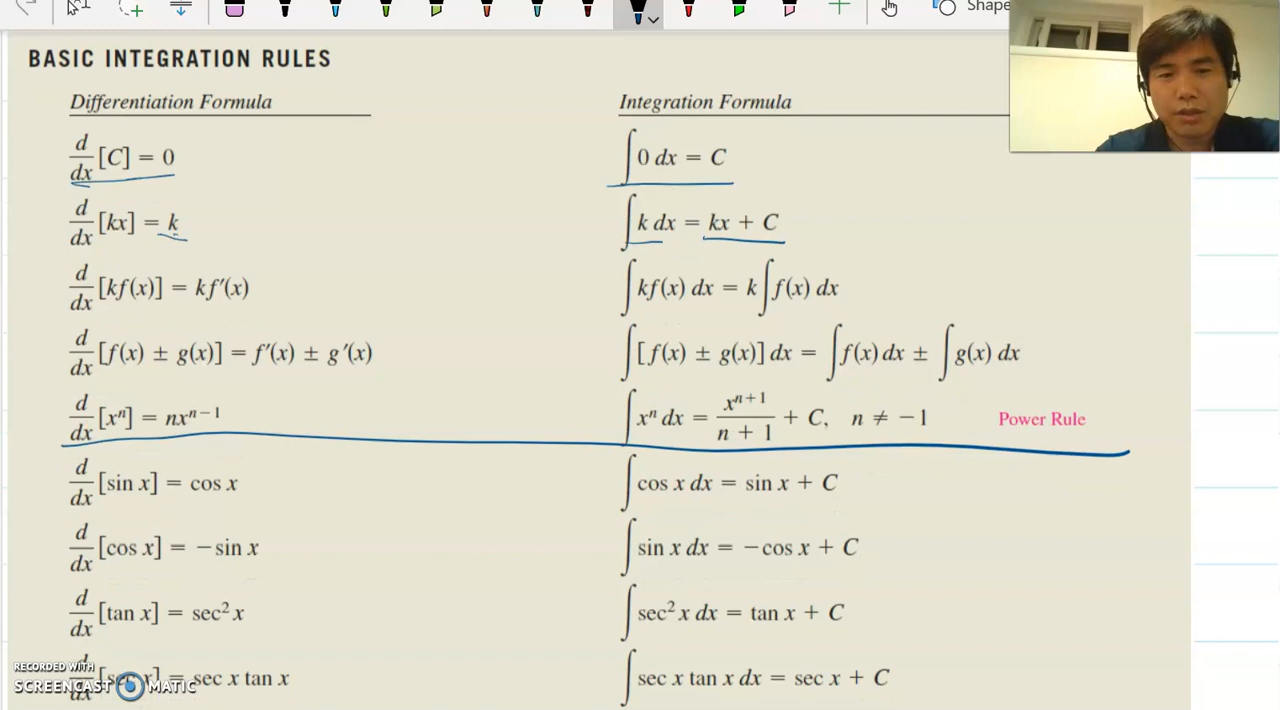 Shape
BASIC INTEGRATION RULES
Differentiation Formula
Integration Formula
d/dx [C] = 0
∫ 0 dx = C
d/dx [kx] = k
∫ k dx = kx + C
d/dx [kf(x)] = kf′(x)
∫ kf(x) dx = k ∫ f(x) dx
d/dx [f(x) ± g(x)] = f′(x) ± g′(x)
∫ [f(x) ± g(x)] dx = ∫ f(x) dx ± ∫ g(x) dx
d/dx [xⁿ] = nxⁿ⁻¹
∫ xⁿ dx = xⁿ⁺¹/(n + 1) + C, n ≠ −1 Power Rule
d/dx [sin x] = cos x
∫ cos x dx = sin x + C
d/dx [cos x] = −sin x
∫ sin x dx = −cos x + C
d/dx [tan x] = sec² x
∫ sec² x dx = tan x + C
d/dx [sec x] = sec x tan x
∫ sec x tan x dx = sec x + C
RECORDED WITH
SCREENCAST MATIC